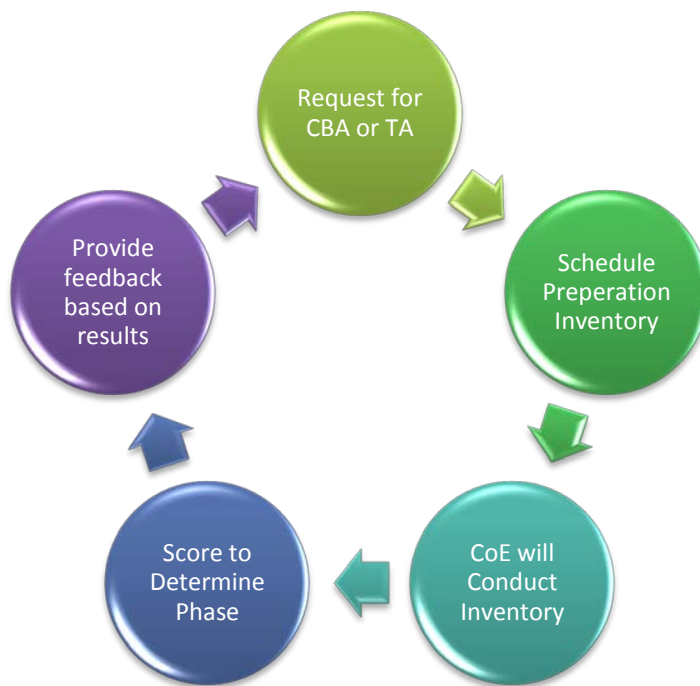 Request for
CBA or TA
Schedule
Preperation
Inventory
CoE will
Conduct
Inventory
Score to
Determine
Phase
Provide
feedback
based on
results